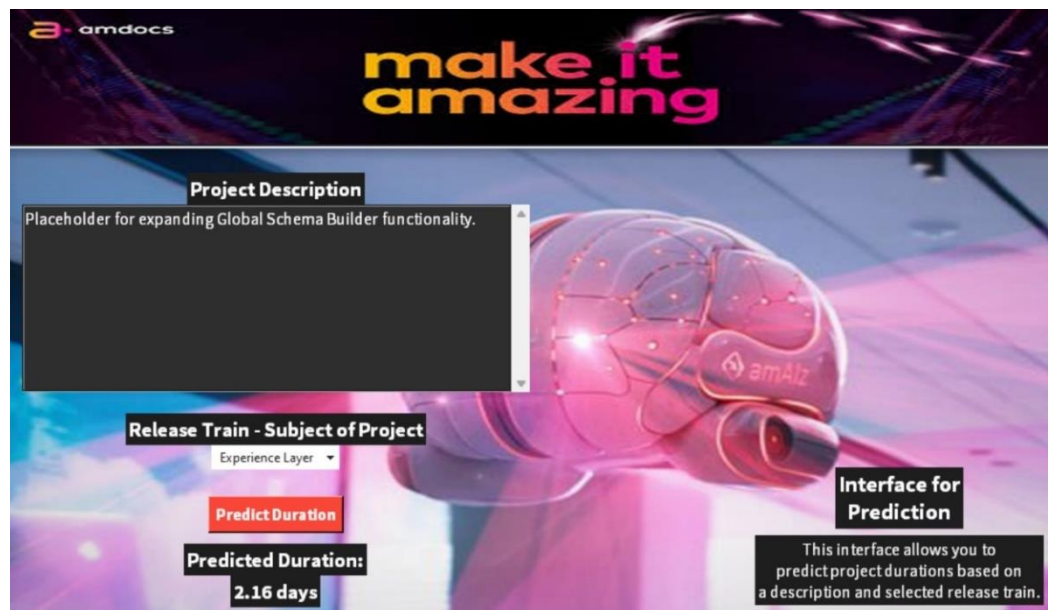 amdocs
make it
amazing
Project Description
Placeholder for expanding Global Schema Builder functionality.
amAIz
Release Train - Subject of Project
Experience Layer
Predict Duration
Predicted Duration:
2.16 days
Interface for
Prediction
This interface allows you to
predict project durations based on
a description and selected release train.